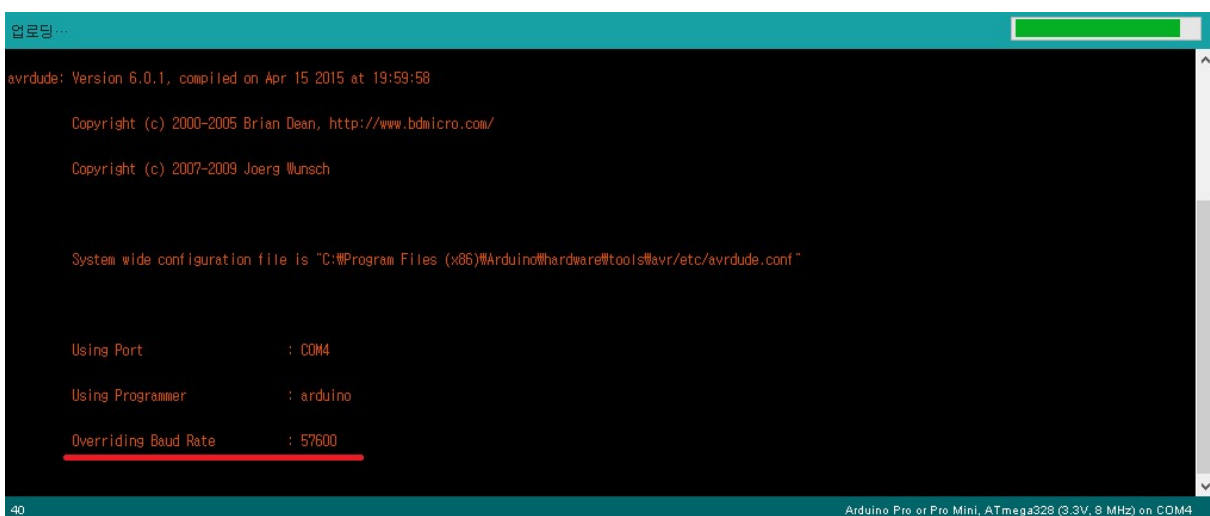 업로딩…
avrdude: Version 6.0.1, compiled on Apr 15 2015 at 19:59:58
Copyright (c) 2000-2005 Brian Dean, http://www.bdmicro.com/
Copyright (c) 2007-2009 Joerg Wunsch
System wide configuration file is "C:₩Program Files (x86)₩Arduino₩hardware₩tools₩avr/etc/avrdude.conf"
Using Port : COM4
Using Programmer : arduino
Overriding Baud Rate : 57600
40 Arduino Pro or Pro Mini, ATmega328 (3.3V, 8 MHz) on COM4